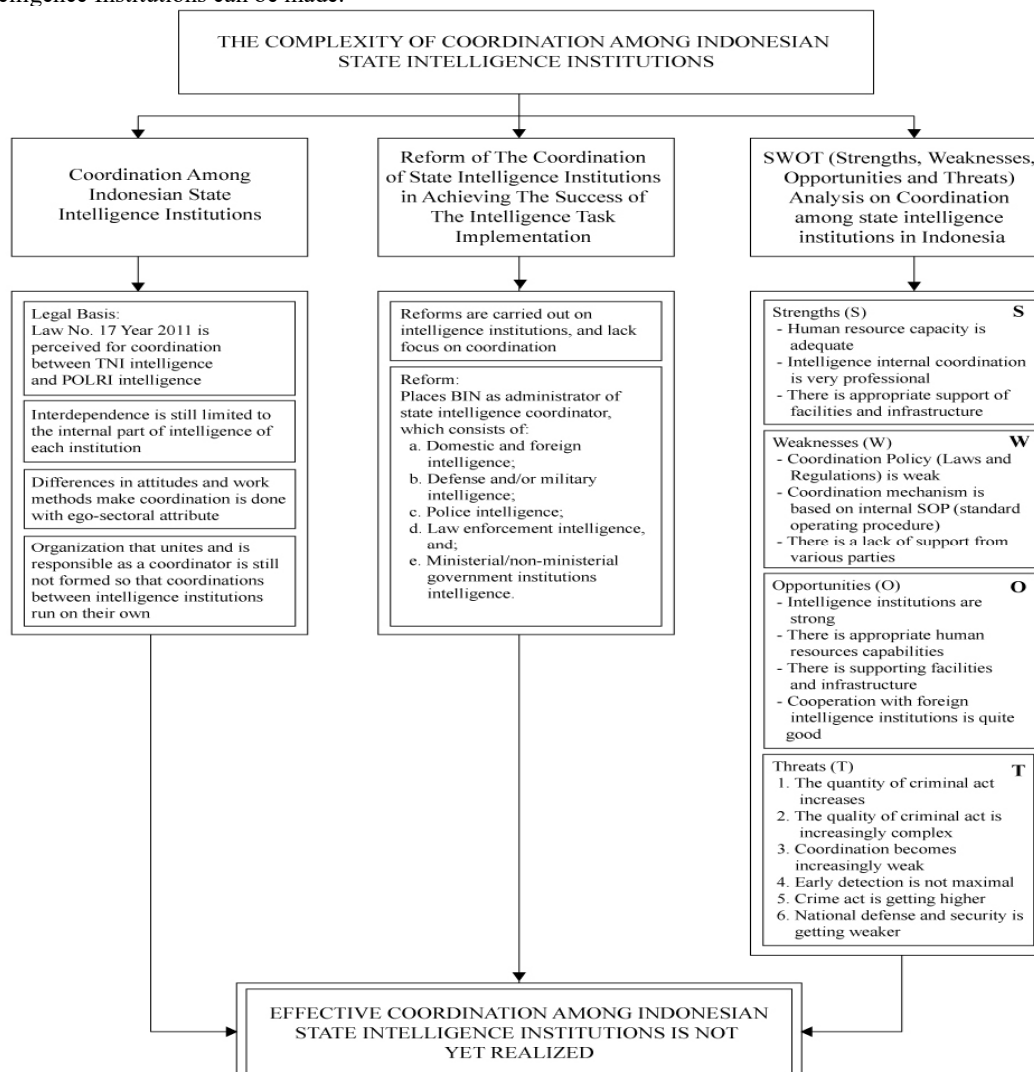 THE COMPLEXITY OF COORDINATION AMONG INDONESIAN
STATE INTELLIGENCE INSTITUTIONS
Coordination Among
Indonesian State
Intelligence Institutions
Reform of The Coordination
of State Intelligence Institutions
in Achieving The Success of
The Intelligence Task
Implementation
SWOT (Strengths, Weaknesses,
Opportunities and Threats)
Analysis on Coordination
among state intelligence
institutions in Indonesia
Legal Basis:
Law No. 17 Year 2011 is
perceived for coordination
between TNI intelligence
and POLRI intelligence
Interdependence is still limited to
the internal part of intelligence of
each institution
Differences in attitudes and work
methods make coordination is done
with ego-sectoral attribute
Organization that unites and is
responsible as a coordinator is still
not formed so that coordinations
between intelligence institutions
run on their own
Reforms are carried out on
intelligence institutions, and lack
focus on coordination
Reform:
Places BIN as administrator of
state intelligence coordinator,
which consists of:
a. Domestic and foreign
intelligence;
b. Defense and/or military
intelligence;
c. Police intelligence;
d. Law enforcement intelligence,
and;
e. Ministerial/non-ministerial
government institutions
intelligence.
Strengths (S) S
- Human resource capacity is
adequate
- Intelligence internal coordination
is very professional
- There is appropriate support of
facilities and infrastructure
Weaknesses (W) W
- Coordination Policy (Laws and
Regulations) is weak
- Coordination mechanism is
based on internal SOP (standard
operating procedure)
- There is a lack of support from
various parties
Opportunities (O) O
- Intelligence institutions are
strong
- There is appropriate human
resources capabilities
- There is supporting facilities
and infrastructure
- Cooperation with foreign
intelligence institutions is quite
good
Threats (T) T
1. The quantity of criminal act
increases
2. The quality of criminal act is
increasingly complex
3. Coordination becomes
increasingly weak
4. Early detection is not maximal
5. Crime act is getting higher
6. National defense and security is
getting weaker
EFFECTIVE COORDINATION AMONG INDONESIAN
STATE INTELLIGENCE INSTITUTIONS IS NOT
YET REALIZED